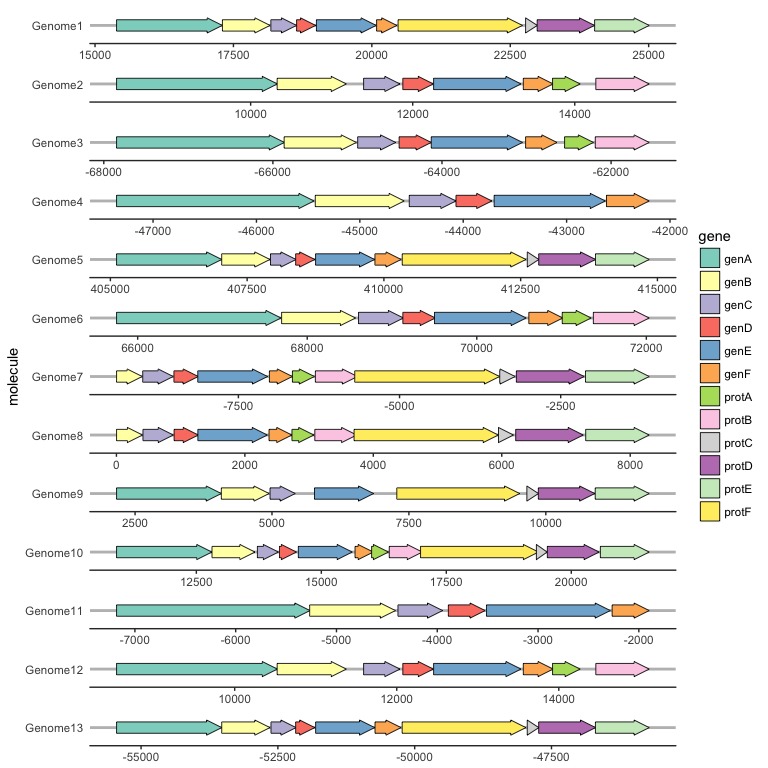 Genome1
15000 17500 20000 22500 25000
Genome2
10000 12000 14000
Genome3
-68000 -66000 -64000 -62000
Genome4
-47000 -46000 -45000 -44000 -43000 -42000
Genome5
405000 407500 410000 412500 415000
Genome6
66000 68000 70000 72000
Genome7
-7500 -5000 -2500
Genome8
0 2000 4000 6000 8000
Genome9
2500 5000 7500 10000
Genome10
12500 15000 17500 20000
Genome11
-7000 -6000 -5000 -4000 -3000 -2000
Genome12
10000 12000 14000
Genome13
-55000 -52500 -50000 -47500
molecule
gene
genA
genB
genC
genD
genE
genF
protA
protB
protC
protD
protE
protF